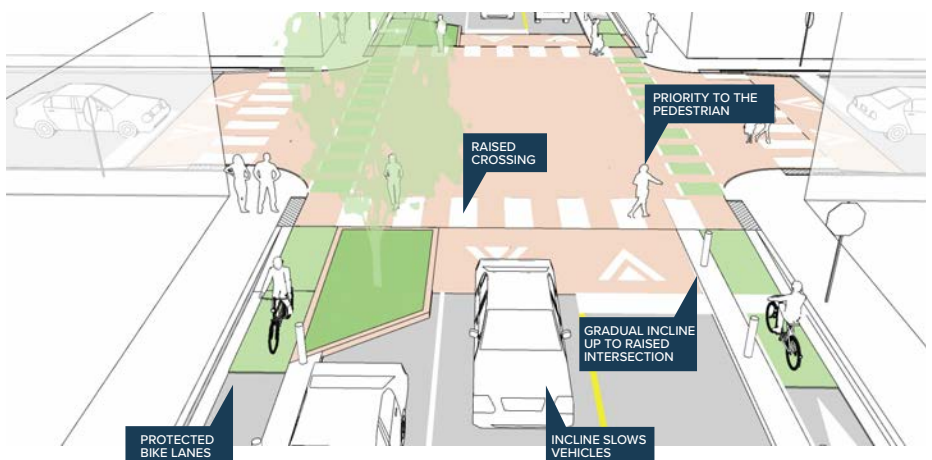 PRIORITY TO THE
PEDESTRIAN
RAISED
CROSSING
GRADUAL INCLINE
UP TO RAISED
INTERSECTION
PROTECTED
BIKE LANES
INCLINE SLOWS
VEHICLES